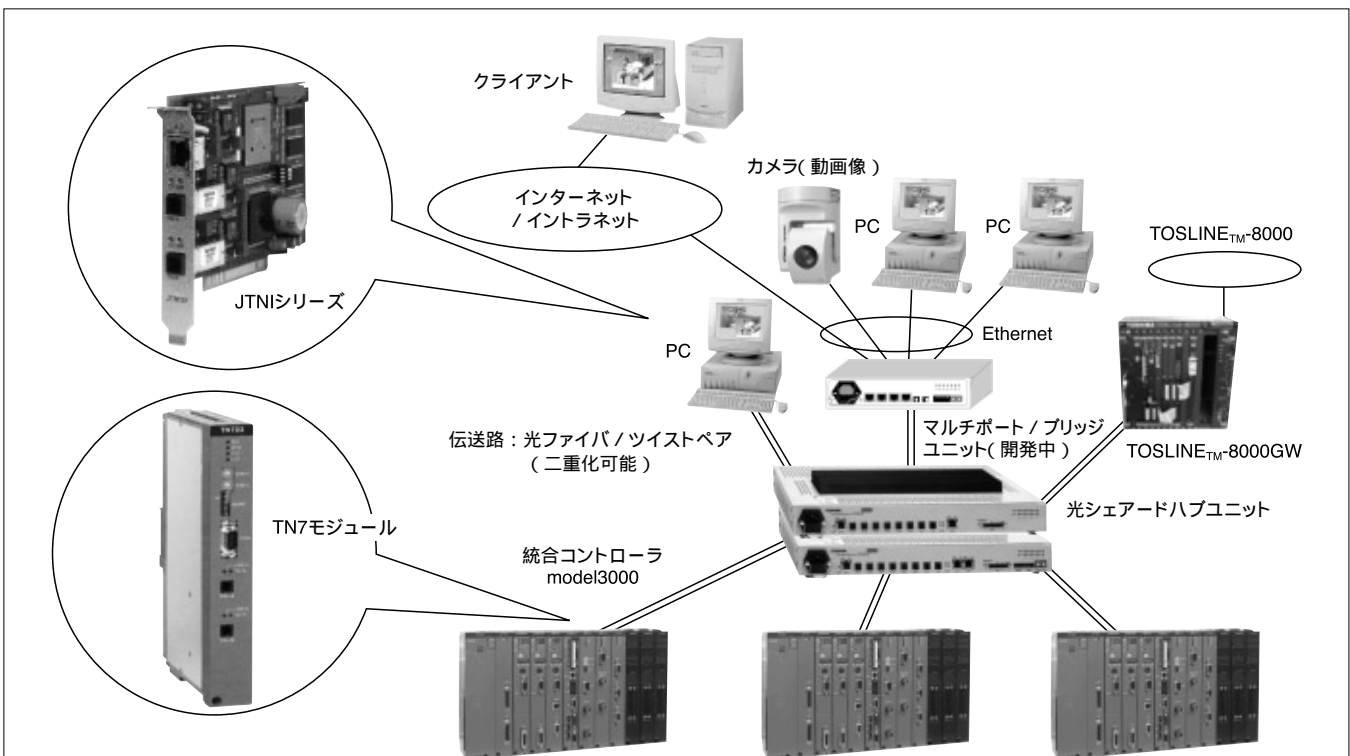 クライアント
カメラ( 動画像 )
インターネット
/ イントラネット
PC
PC
TOSLINETM-8000
JTNIシリーズ
Ethernet
PC
マルチポート / ブリッジ
ユニット( 開発中 )
伝送路 : 光ファイバ / ツイストペア
( 二重化可能 )
TOSLINETM-8000GW
光シェアードハブユニット
TN7モジュール
統合コントローラ
model3000